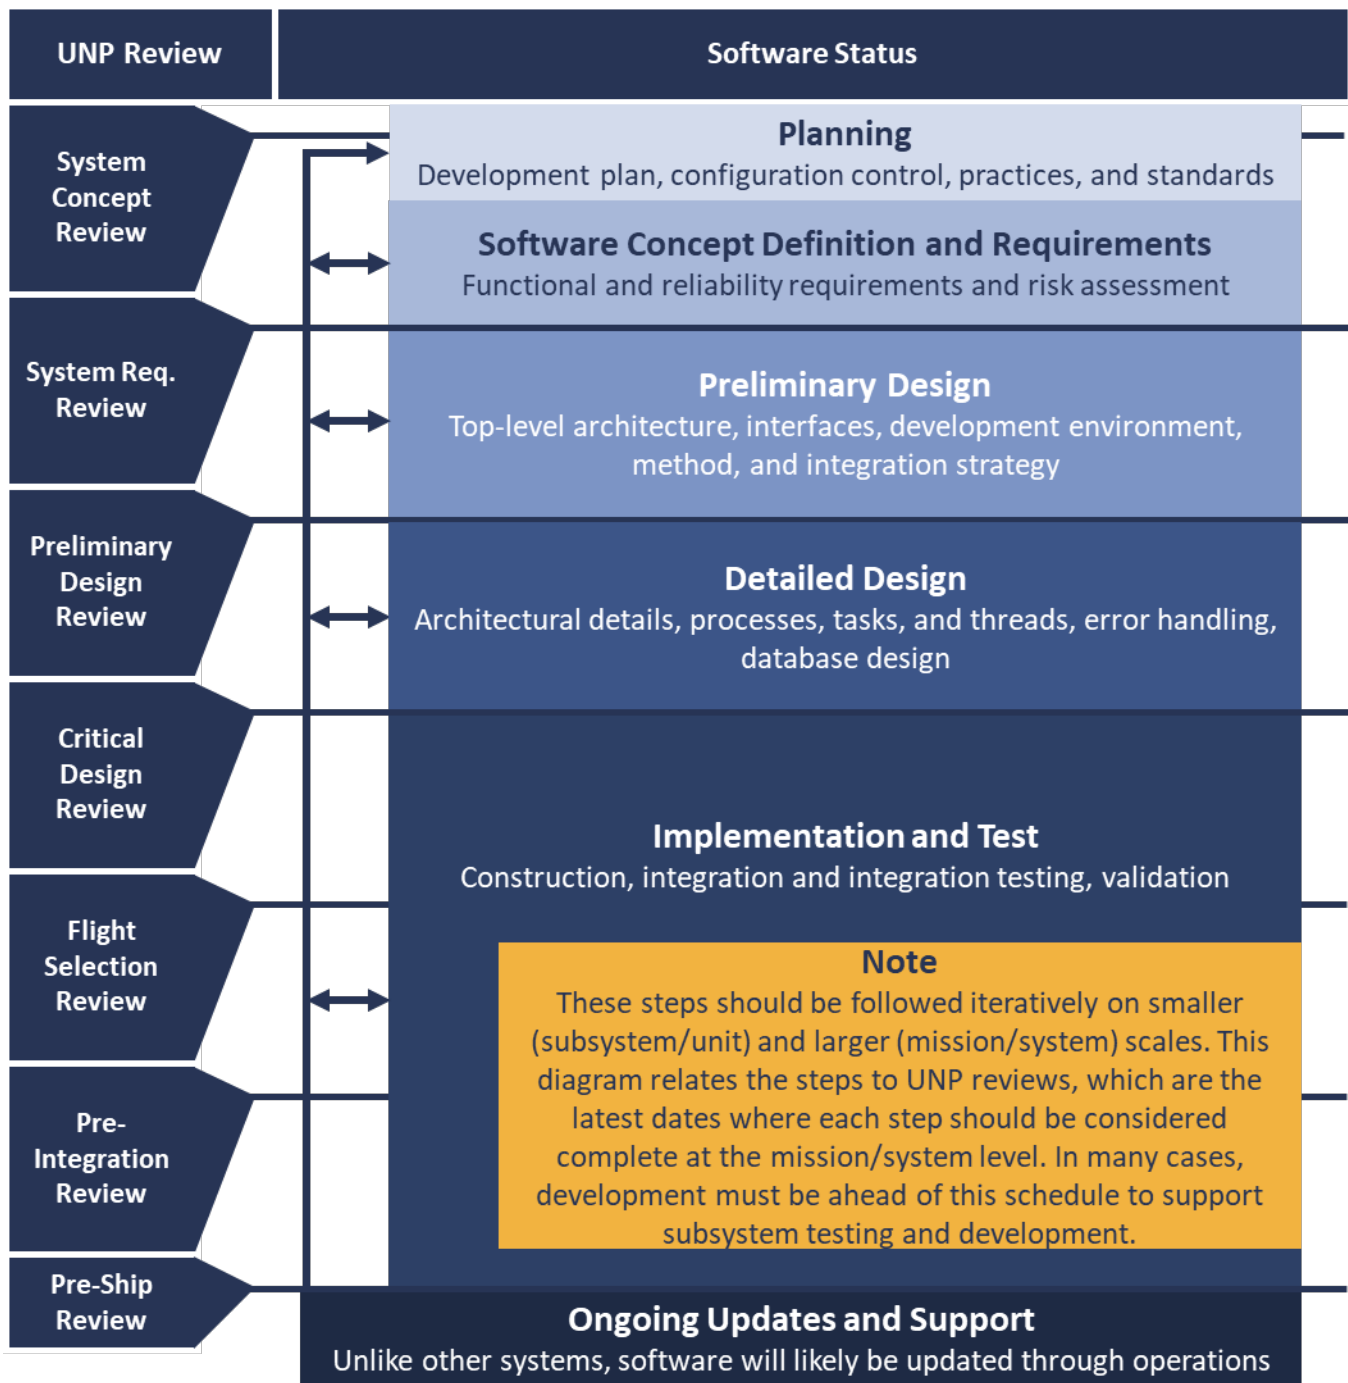 UNP Review
Software Status
System
Concept
Review
Planning
Development plan, configuration control, practices, and standards
Software Concept Definition and Requirements
Functional and reliability requirements and risk assessment
System Req.
Review
Preliminary Design
Top-level architecture, interfaces, development environment,
method, and integration strategy
Preliminary
Design
Review
Detailed Design
Architectural details, processes, tasks, and threads, error handling,
database design
Critical
Design
Review
Implementation and Test
Construction, integration and integration testing, validation
Flight
Selection
Review
Note
These steps should be followed iteratively on smaller
(subsystem/unit) and larger (mission/system) scales. This
diagram relates the steps to UNP reviews, which are the
latest dates where each step should be considered
complete at the mission/system level. In many cases,
development must be ahead of this schedule to support
subsystem testing and development.
Pre-
Integration
Review
Pre-Ship
Review
Ongoing Updates and Support
Unlike other systems, software will likely be updated through operations